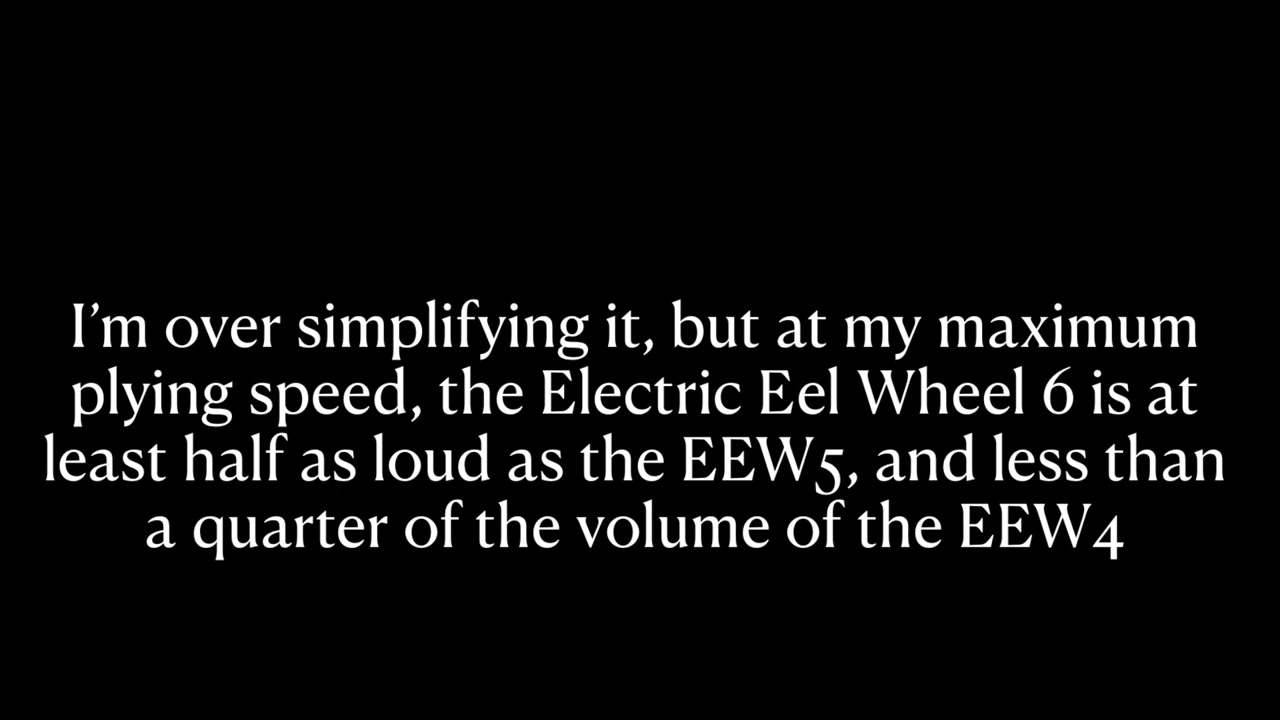 I’m over simplifying it, but at my maximum
plying speed, the Electric Eel Wheel 6 is at
least half as loud as the EEW5, and less than
a quarter of the volume of the EEW4